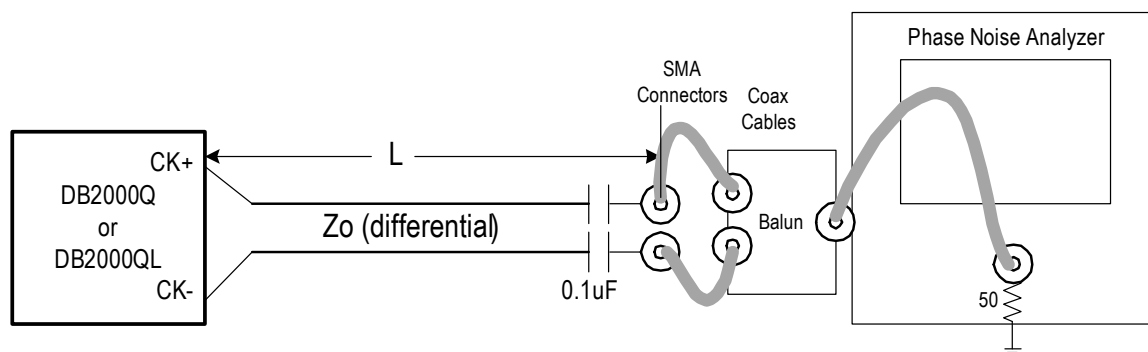 Phase Noise Analyzer
SMA
Connectors
Coax
Cables
CK+
L
DB2000Q
or
DB2000QL
Zo (differential)
Balun
CK-
0.1uF
50